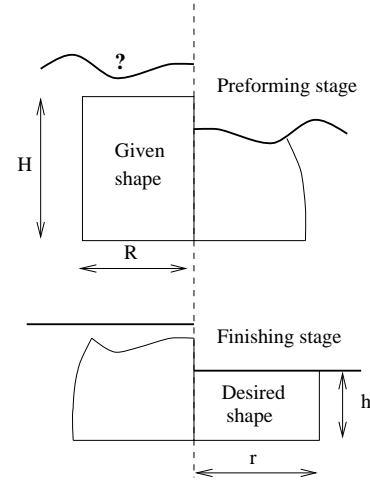 ?
Preforming stage
H
Given
shape
R
Finishing stage
Desired
shape
h
r